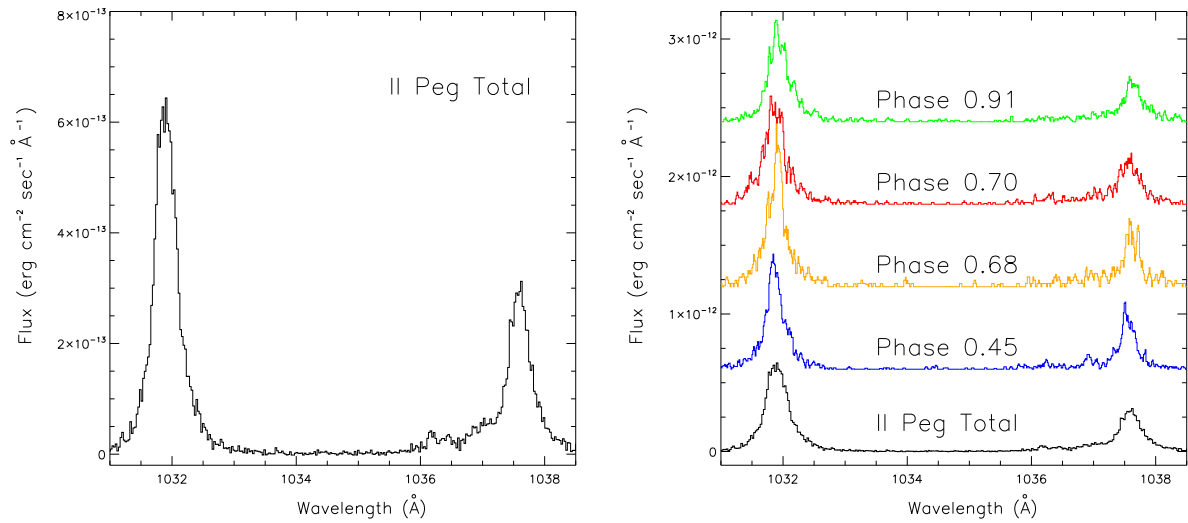 8×10⁻¹³
6×10⁻¹³
4×10⁻¹³
2×10⁻¹³
0
Flux (erg cm⁻² sec⁻¹ Å⁻¹ )
II Peg Total
1032
1034
1036
1038
Wavelength (Å)
3×10⁻¹²
2×10⁻¹²
1×10⁻¹²
0
Flux (erg cm⁻² sec⁻¹ Å⁻¹ )
Phase 0.91
Phase 0.70
Phase 0.68
Phase 0.45
II Peg Total
1032
1034
1036
1038
Wavelength (Å)